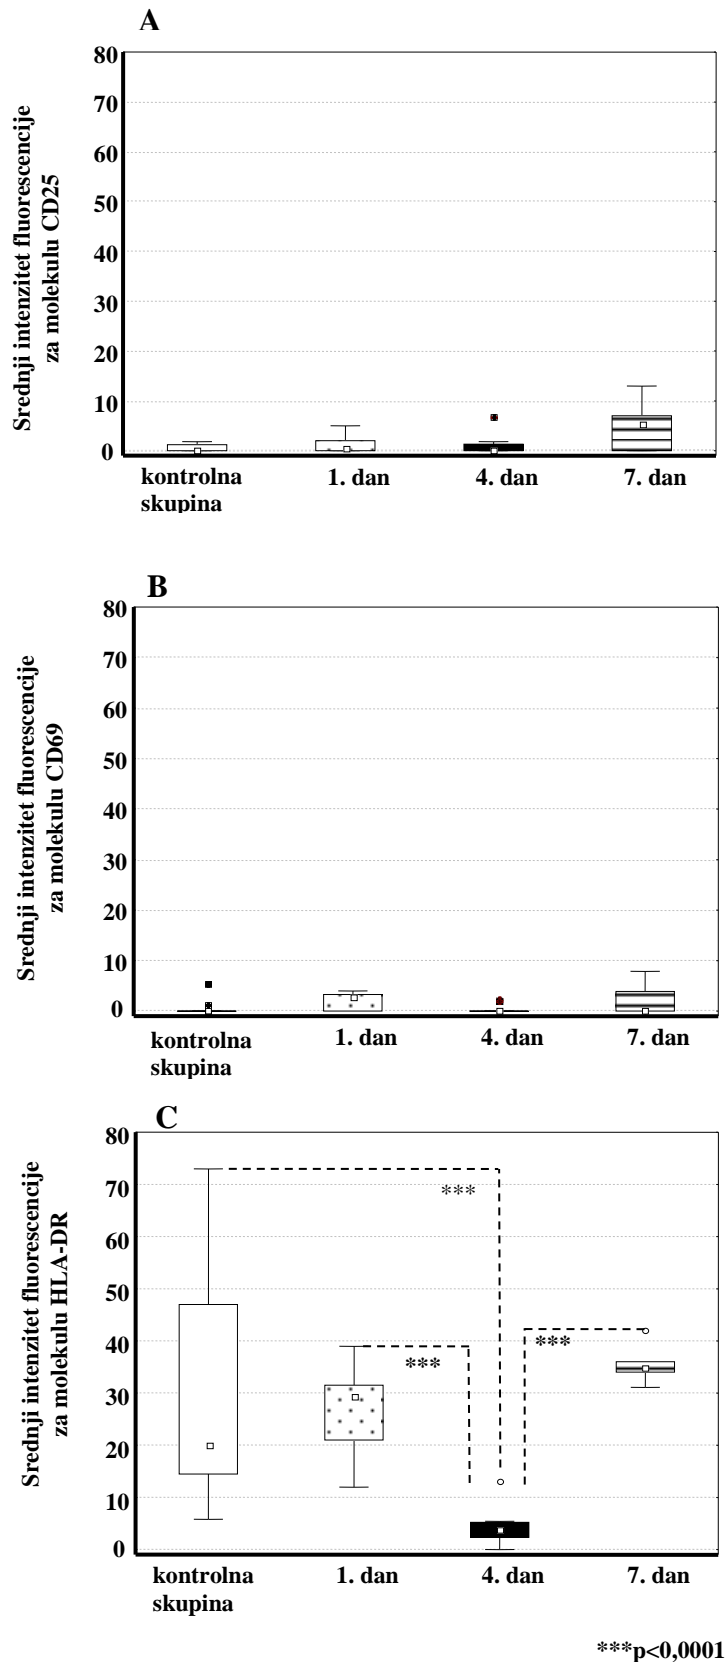 A
Srednji intenzitet fluorescencije
za molekulu CD25
80
70
60
50
40
30
20
10
0
kontrolna
skupina
1. dan
4. dan
7. dan
B
Srednji intenzitet fluorescencije
za molekulu CD69
80
70
60
50
40
30
20
10
0
kontrolna
skupina
1. dan
4. dan
7. dan
C
Srednji intenzitet fluorescencije
za molekulu HLA-DR
80
70
60
50
40
30
20
10
0
***
***
***
kontrolna
skupina
1. dan
4. dan
7. dan
***p<0,0001